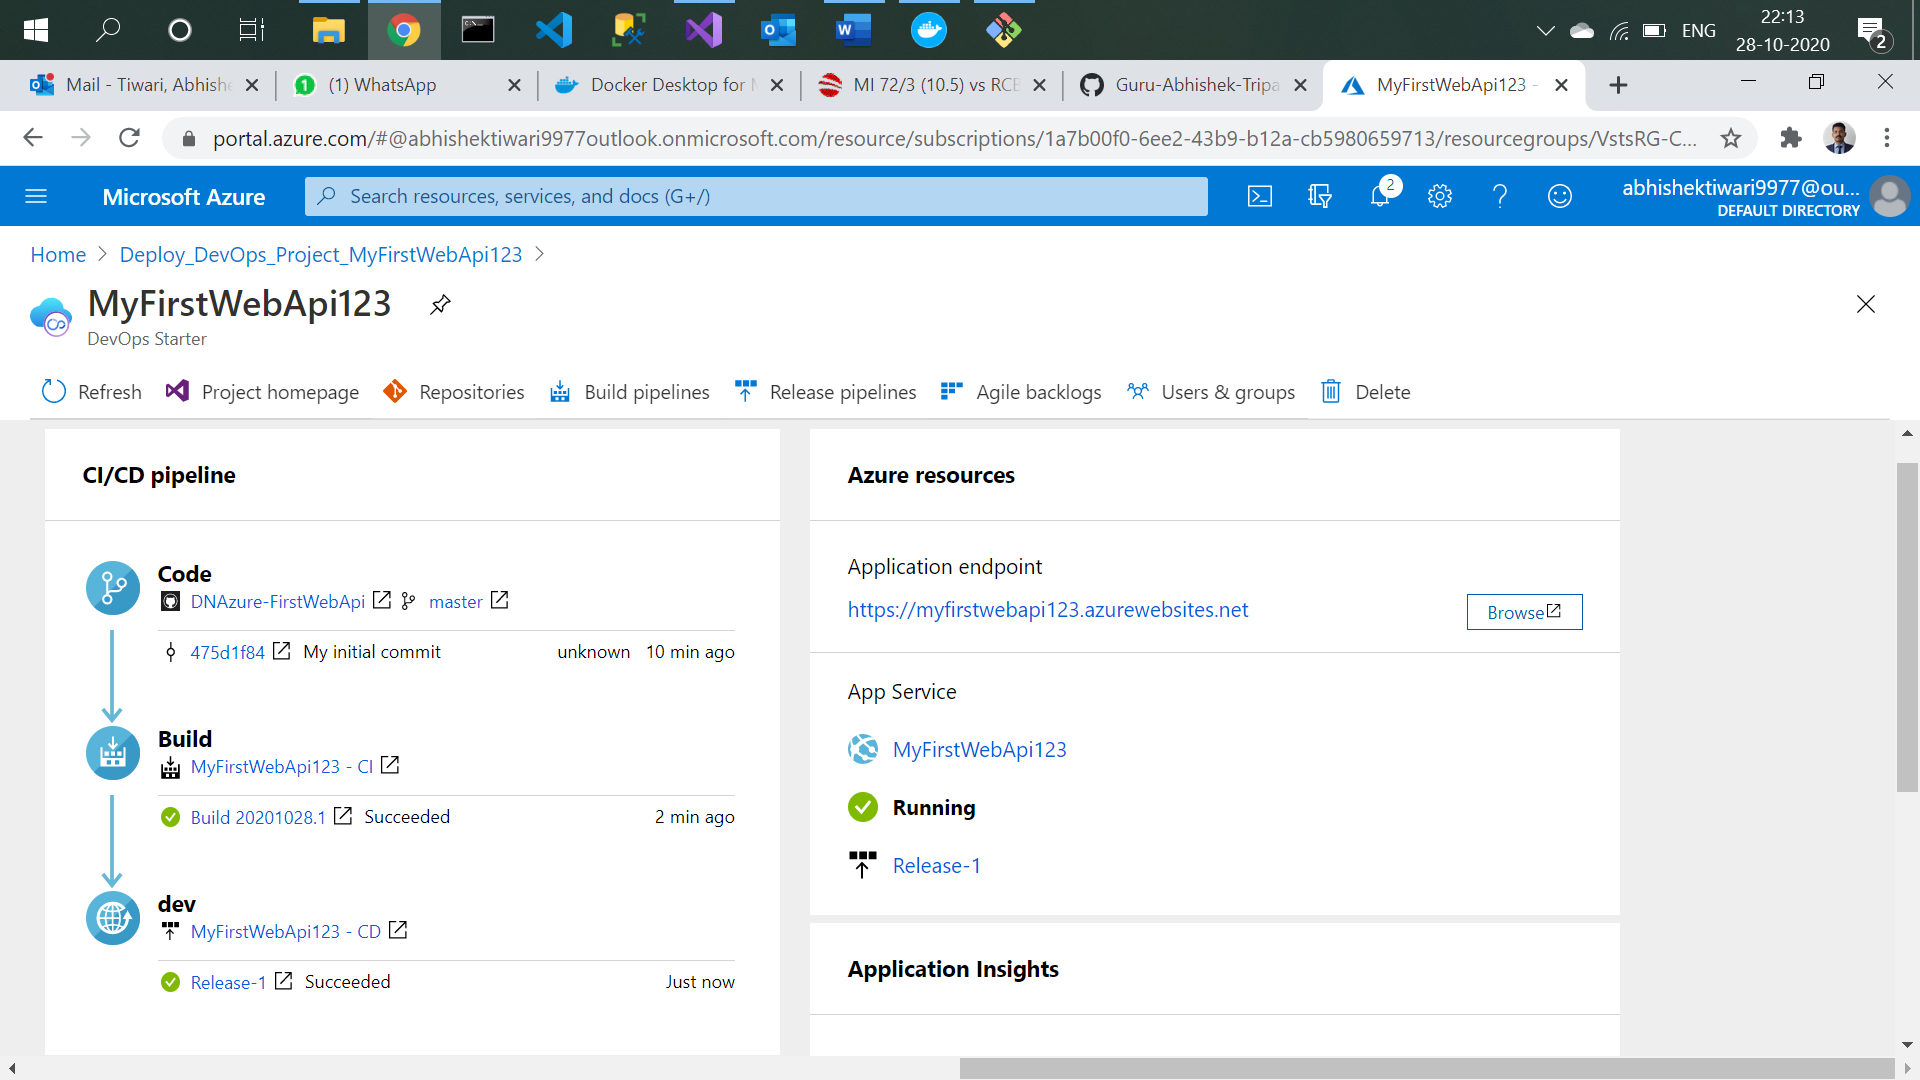 ENG
22:13
28-10-2020
2
Mail - Tiwari, Abhishe
(1) WhatsApp
Docker Desktop for
MI 72/3 (10.5) vs RCB
Guru-Abhishek-Tripa
MyFirstWebApi123 -
portal.azure.com/#@abhishektiwari9977outlook.onmicrosoft.com/resource/subscriptions/1a7b00f0-6ee2-43b9-b12a-cb5980659713/resourcegroups/VstsRG-C...
Microsoft Azure
Search resources, services, and docs (G+/)
2
abhishektiwari9977@ou...
DEFAULT DIRECTORY
Home > Deploy_DevOps_Project_MyFirstWebApi123 >
MyFirstWebApi123
DevOps Starter
Refresh
Project homepage
Repositories
Build pipelines
Release pipelines
Agile backlogs
Users & groups
Delete
CI/CD pipeline
Code
DNAzure-FirstWebApi master
475d1f84 My initial commit unknown 10 min ago
Build
MyFirstWebApi123 - CI
Build 20201028.1 Succeeded 2 min ago
dev
MyFirstWebApi123 - CD
Release-1 Succeeded Just now
Azure resources
Application endpoint
https://myfirstwebapi123.azurewebsites.net
Browse
App Service
MyFirstWebApi123
Running
Release-1
Application Insights